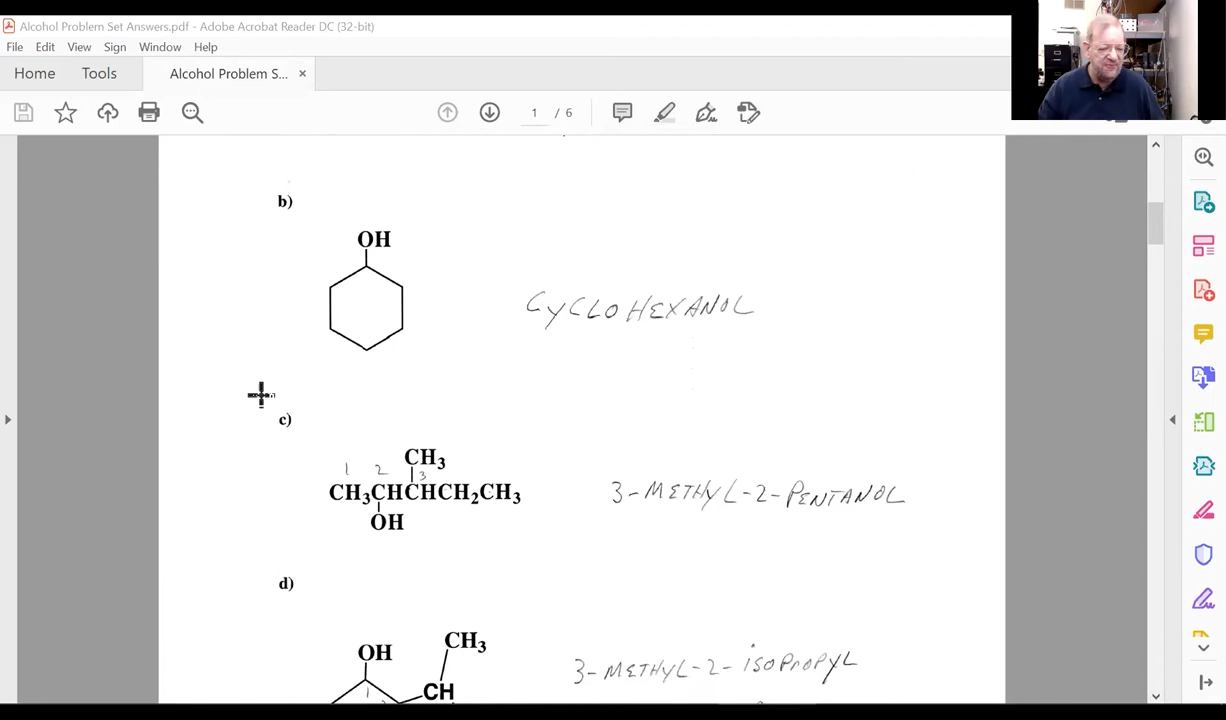 Alcohol Problem Set Answers.pdf - Adobe Acrobat Reader DC (32-bit)
File Edit View Sign Window Help
Home Tools Alcohol Problem S... ×
1 / 6
b)
OH
CYCLOHEXANOL
c)
CH3
1 2 3
CH3CHCHCH2CH3
OH
3-METHYL-2-PENTANOL
d)
CH3
OH
3-METHYL-2-isoPropyL
CH
1